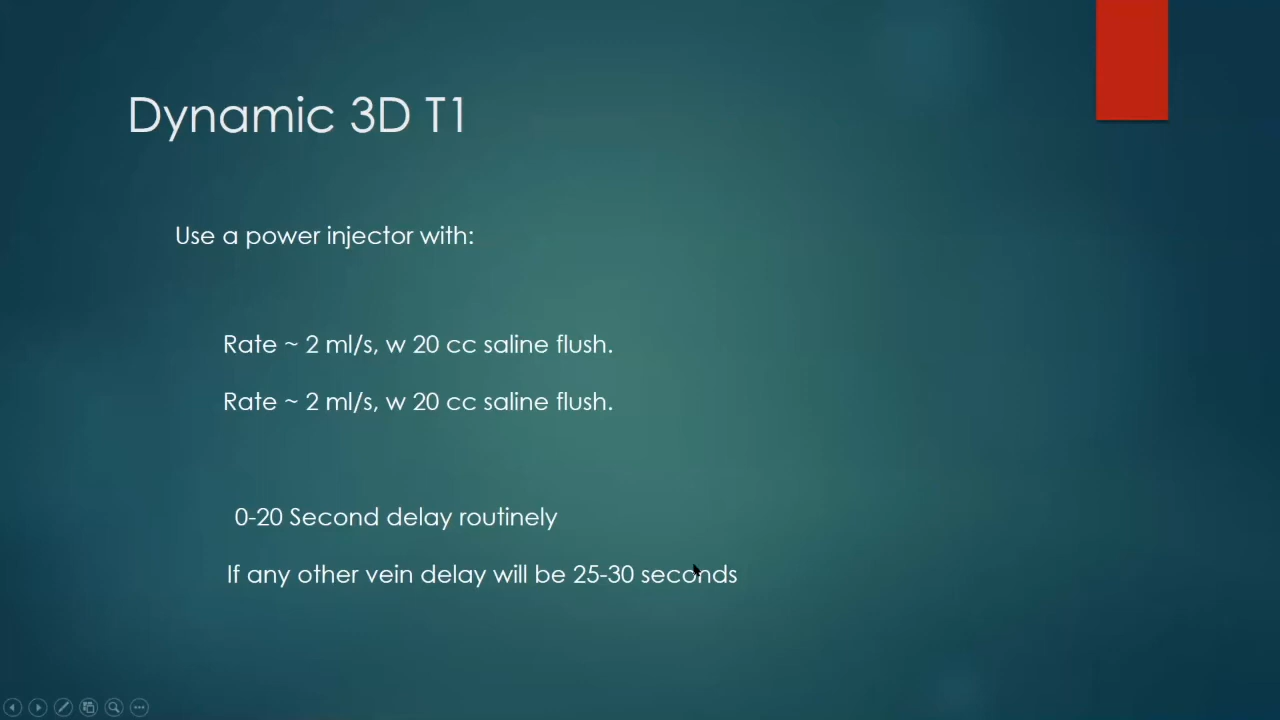 Dynamic 3D T1
Use a power injector with:
Rate ~ 2 ml/s, w 20 cc saline flush.
Rate ~ 2 ml/s, w 20 cc saline flush.
0-20 Second delay routinely
If any other vein delay will be 25-30 seconds